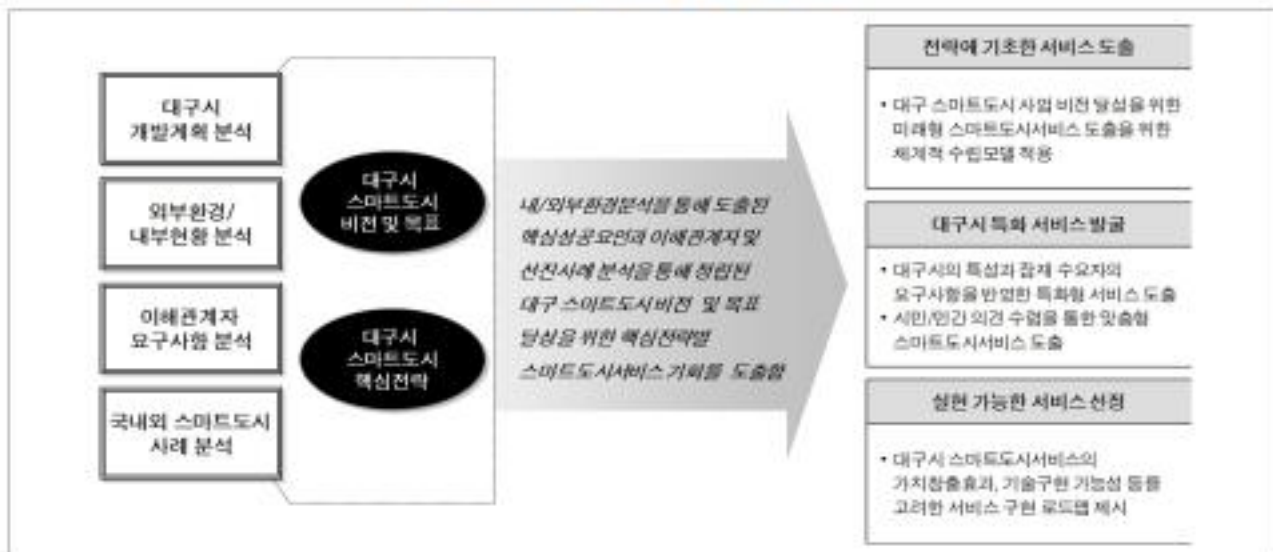 대구시
개발계획 분석
외부환경/
내부현황 분석
이해관계자
요구사항 분석
국내외 스마트도시
사례 분석
대구시
스마트도시
비전 및 목표
대구시
스마트도시
핵심전략
내/외부환경분석을 통해 도출된
핵심성공요인과 이해관계자 및
선진사례 분석을 통해 정립된
대구 스마트도시 비전 및 목표
달성을 위한 핵심전략별
스마트도시서비스 기회를 도출함
전략에 기초한 서비스 도출
• 대구 스마트도시 사업 비전 달성을 위한
미래형 스마트도시서비스 도출을 위한
체계적 수립모델 적용
대구시 특화 서비스 발굴
• 대구시의 특성과 잠재 수요자의
요구사항을 반영한 특화형 서비스 도출
• 시민/민간 의견 수렴을 통한 맞춤형
스마트도시서비스 도출
실현 가능한 서비스 선정
• 대구시 스마트도시서비스의
가치창출효과, 기술구현 가능성 등을
고려한 서비스 구현 로드맵 제시